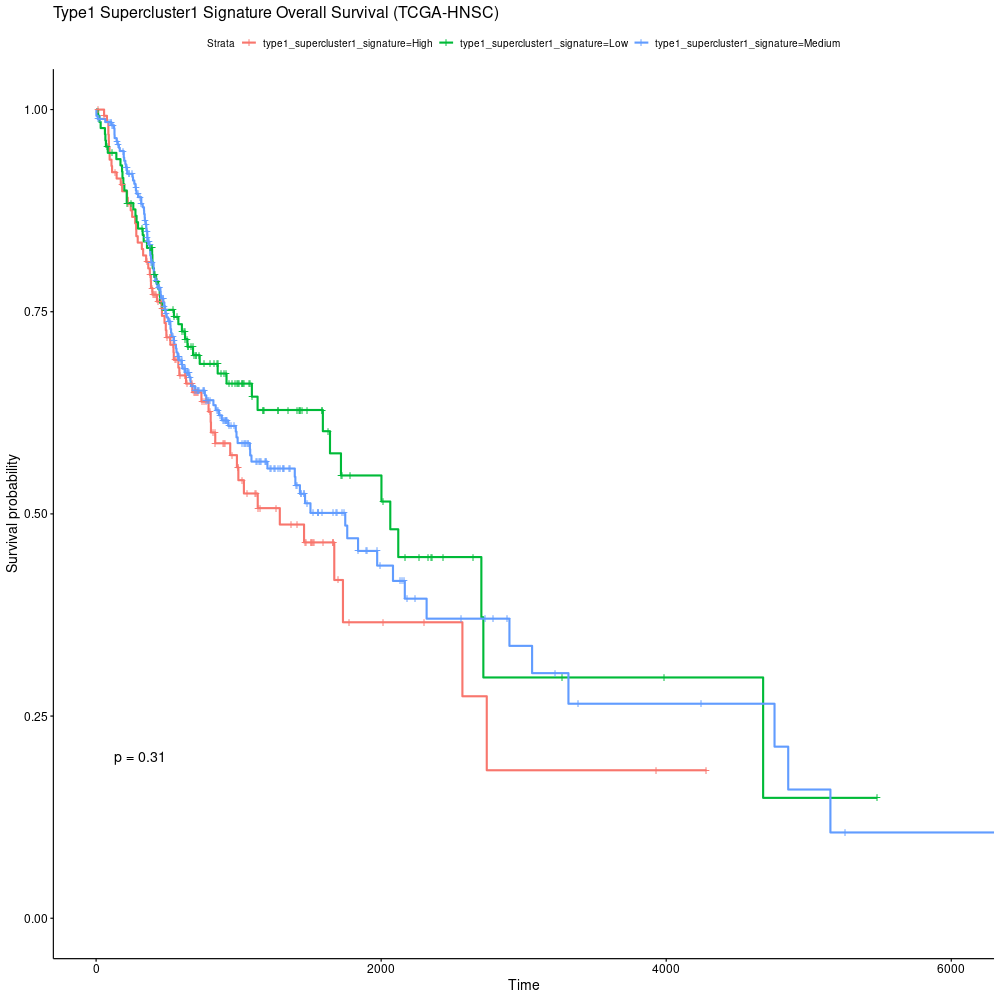 Type1 Supercluster1 Signature Overall Survival (TCGA-HNSC)
Strata type1_supercluster1_signature=High type1_supercluster1_signature=Low type1_supercluster1_signature=Medium
1.00
0.75
0.50
0.25
0.00
Survival probability
p = 0.31
0 2000 4000 6000
Time